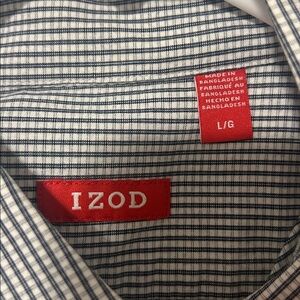 MADE IN
BANGLADESH
FABRIQUÉ AU
BANGLADESH
HECHO EN
BANGLADESH
L/G
IZOD